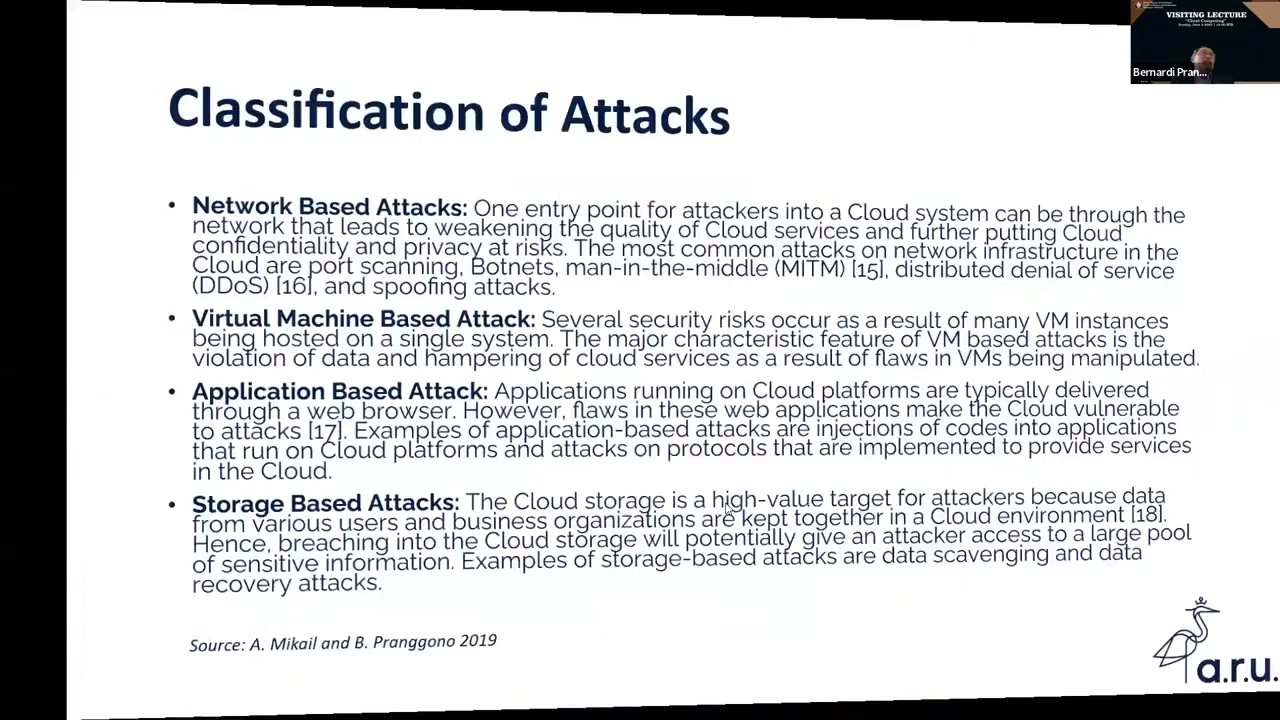 VISITING LECTURE
"Cloud Computing"
Bernardi Pran...
Classification of Attacks
• Network Based Attacks: One entry point for attackers into a Cloud system can be through the
network that leads to weakening the quality of Cloud services and further putting Cloud
confidentiality and privacy at risks. The most common attacks on network infrastructure in the
Cloud are port scanning, Botnets, man-in-the-middle (MITM) [15], distributed denial of service
(DDoS) [16], and spoofing attacks.
• Virtual Machine Based Attack: Several security risks occur as a result of many VM instances
being hosted on a single system. The major characteristic feature of VM based attacks is the
violation of data and hampering of cloud services as a result of flaws in VMs being manipulated.
• Application Based Attack: Applications running on Cloud platforms are typically delivered
through a web browser. However, flaws in these web applications make the Cloud vulnerable
to attacks [17]. Examples of application-based attacks are injections of codes into applications
that run on Cloud platforms and attacks on protocols that are implemented to provide services
in the Cloud.
• Storage Based Attacks: The Cloud storage is a high-value target for attackers because data
from various users and business organizations are kept together in a Cloud environment [18].
Hence, breaching into the Cloud storage will potentially give an attacker access to a large pool
of sensitive information. Examples of storage-based attacks are data scavenging and data
recovery attacks.
Source: A. Mikail and B. Pranggono 2019
a.r.u.